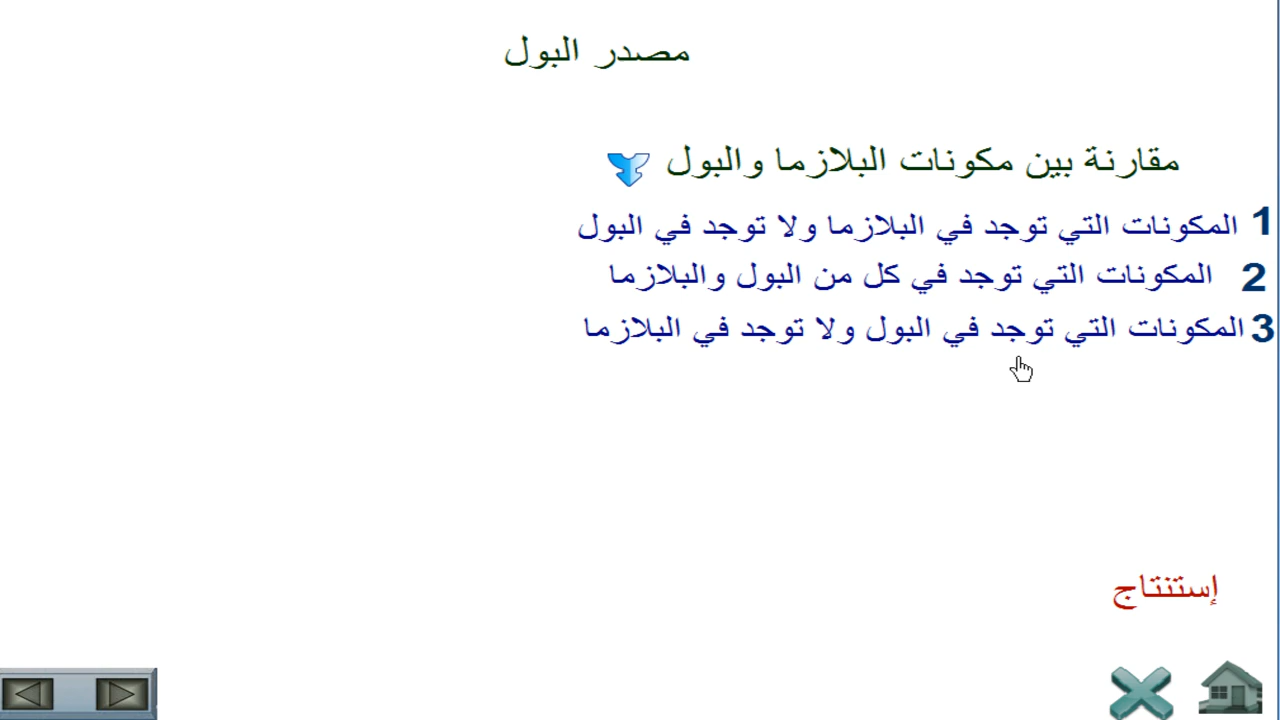 مصدر البول
مقارنة بين مكونات البلازما والبول
1 المكونات التي توجد في البلازما ولا توجد في البول
2 المكونات التي توجد في كل من البول والبلازما
3 المكونات التي توجد في البول ولا توجد في البلازما
إستنتاج